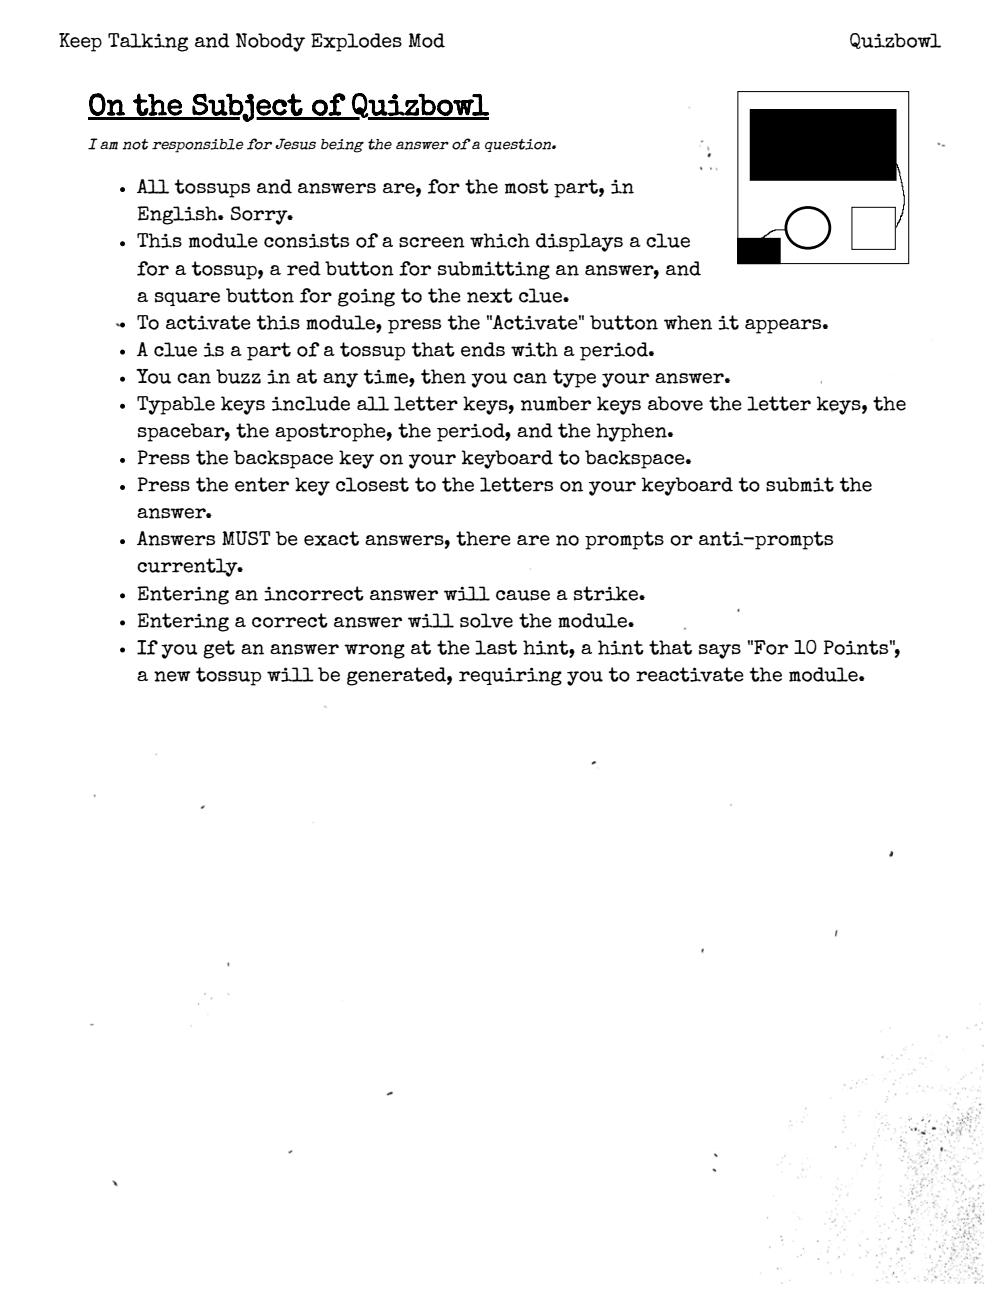 Keep Talking and Nobody Explodes Mod
Quizbowl
On the Subject of Quizbowl
I am not responsible for Jesus being the answer of a question.
• All tossups and answers are, for the most part, in
English. Sorry.
• This module consists of a screen which displays a clue
for a tossup, a red button for submitting an answer, and
a square button for going to the next clue.
• To activate this module, press the "Activate" button when it appears.
• A clue is a part of a tossup that ends with a period.
• You can buzz in at any time, then you can type your answer.
• Typable keys include all letter keys, number keys above the letter keys, the
spacebar, the apostrophe, the period, and the hyphen.
• Press the backspace key on your keyboard to backspace.
• Press the enter key closest to the letters on your keyboard to submit the
answer.
• Answers MUST be exact answers, there are no prompts or anti-prompts
currently.
• Entering an incorrect answer will cause a strike.
• Entering a correct answer will solve the module.
• If you get an answer wrong at the last hint, a hint that says "For 10 Points",
a new tossup will be generated, requiring you to reactivate the module.